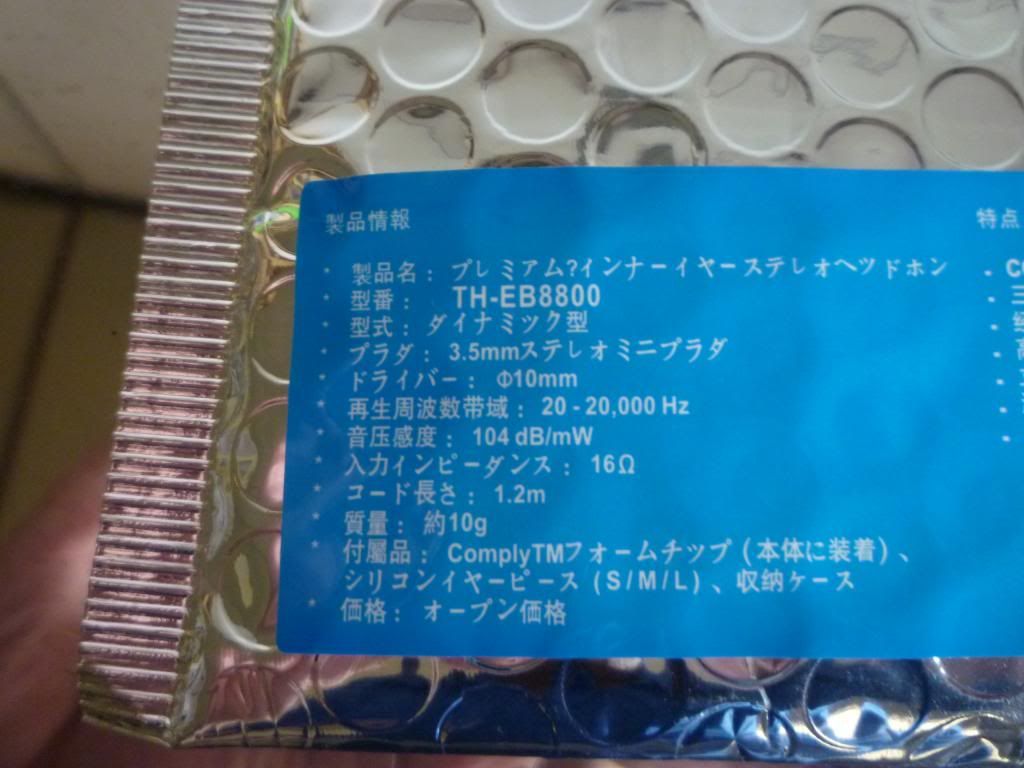 製品情報
・ 製品名： プレミアム?インナーイヤーステレオヘツドホン
・ 型番： TH-EB8800
・ 型式： ダイナミック型
・ プラダ： 3.5mmステレオミニプラダ
・ ドライバー： Φ10mm
* 再生周波数帯域： 20 - 20,000 Hz
* 音圧感度： 104 dB/mW
* 入力インピーダンス： 16Ω
* コード長さ： 1.2m
* 質量： 約10g
* 付属品： ComplyTMフォームチップ（本体に装着）、
シリコンイヤーピース（S/M/L）、収納ケース
* 価格： オープン価格
特点